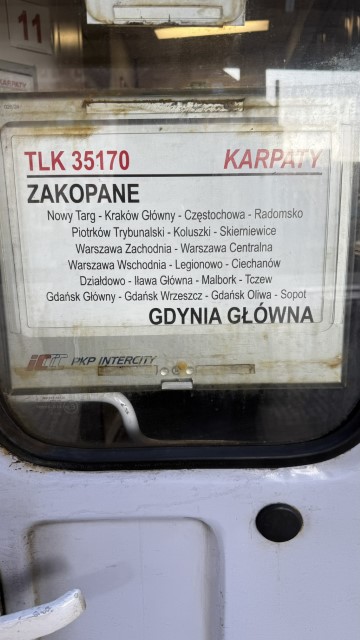 11
TLK 35170 KARPATY
ZAKOPANE
Nowy Targ - Kraków Główny - Częstochowa - Radomsko
Piotrków Trybunalski - Koluszki - Skierniewice
Warszawa Zachodnia - Warszawa Centralna
Warszawa Wschodnia - Legionowo - Ciechanów
Działdowo - Iława Główna - Malbork - Tczew
Gdańsk Główny - Gdańsk Wrzeszcz - Gdańsk Oliwa - Sopot
GDYNIA GŁÓWNA
IC TLK PKP INTERCITY